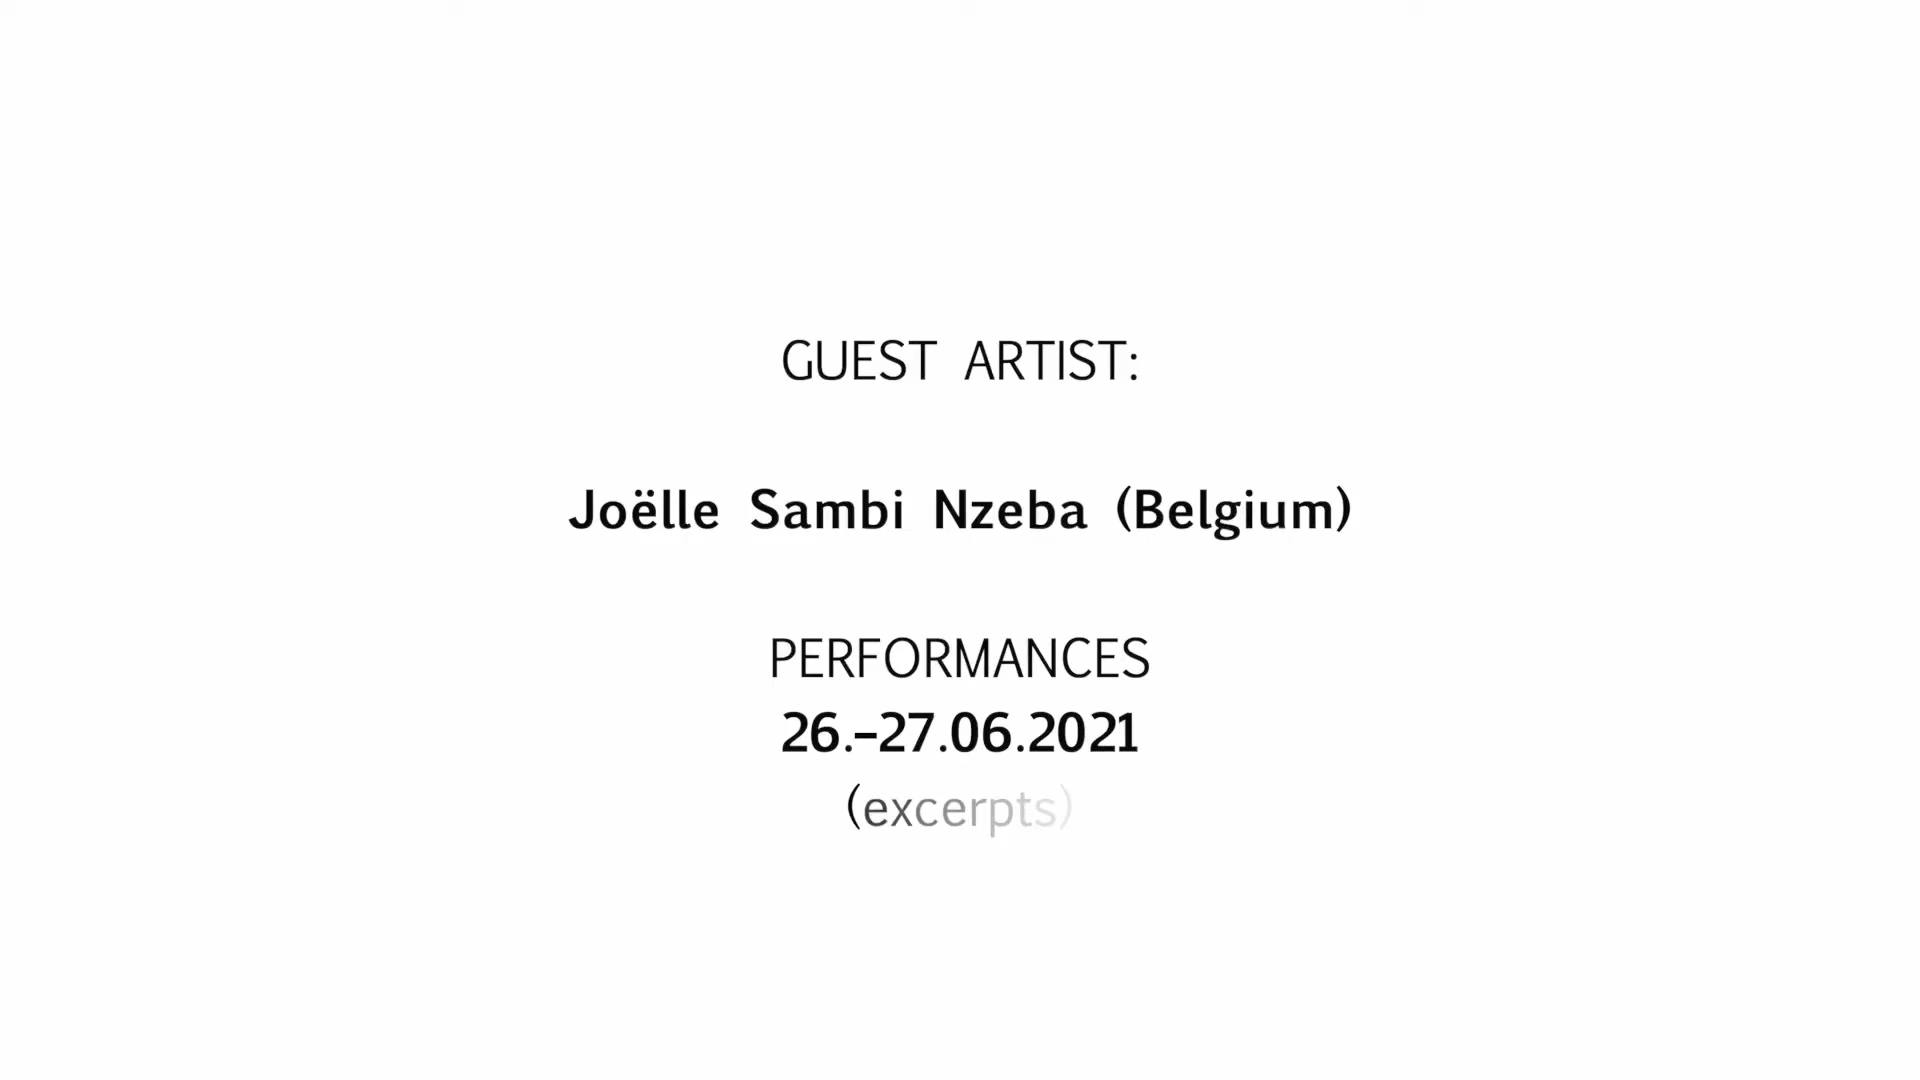 GUEST ARTIST:
Joëlle Sambi Nzeba (Belgium)
PERFORMANCES
26.–27.06.2021
(excerpts)